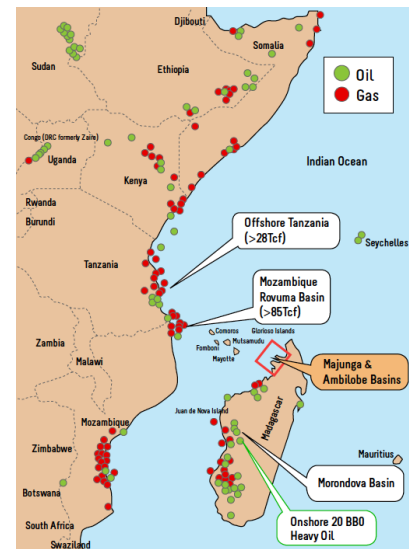 Djibouti
Somalia
Sudan
Ethiopia
Oil
Gas
Congo (DRC formerly Zaire)
Uganda
Indian Ocean
Kenya
Rwanda
Burundi
Offshore Tanzania
(>28Tcf)
Seychelles
Tanzania
Mozambique
Rovuma Basin
(>85Tcf)
Zambia
Comoros
Glorioso Islands
Mutsamudu
Fomboni
Mayotte
Malawi
Majunga &
Ambilobe Basins
Juan de Nova Island
Madagascar
Mozambique
Zimbabwe
Mauritius
Morondova Basin
Botswana
Onshore 20 BBO
Heavy Oil
South Africa
Swaziland